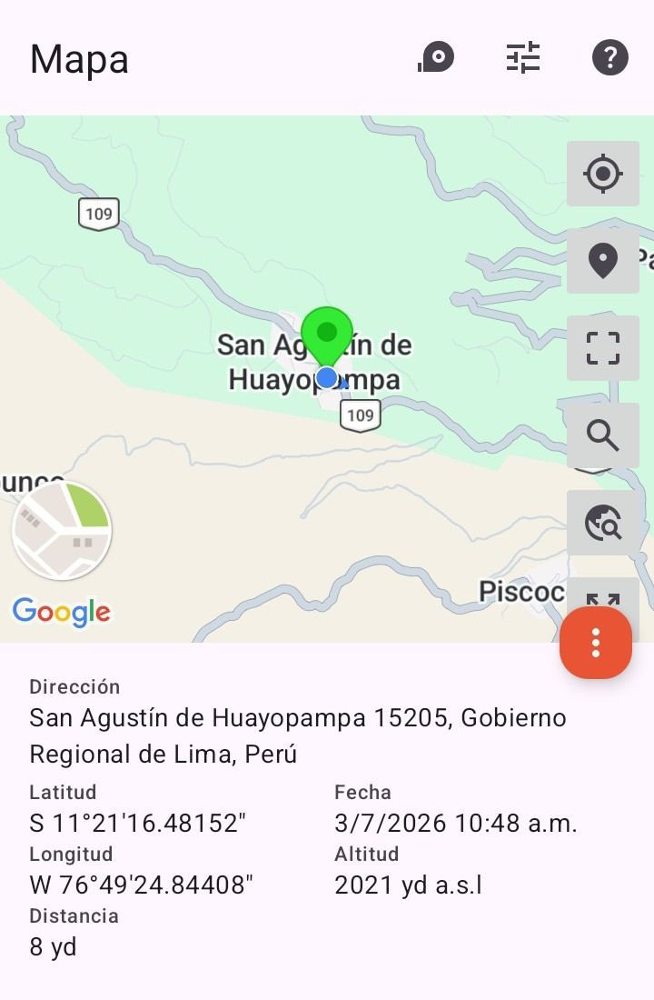 Mapa
109
San Agustín de
Huayopampa
109
Piscoc
Google
Dirección
San Agustín de Huayopampa 15205, Gobierno
Regional de Lima, Perú
Latitud
Fecha
S 11°21'16.48152"
3/7/2026 10:48 a.m.
Longitud
Altitud
W 76°49'24.84408"
2021 yd a.s.l
Distancia
8 yd